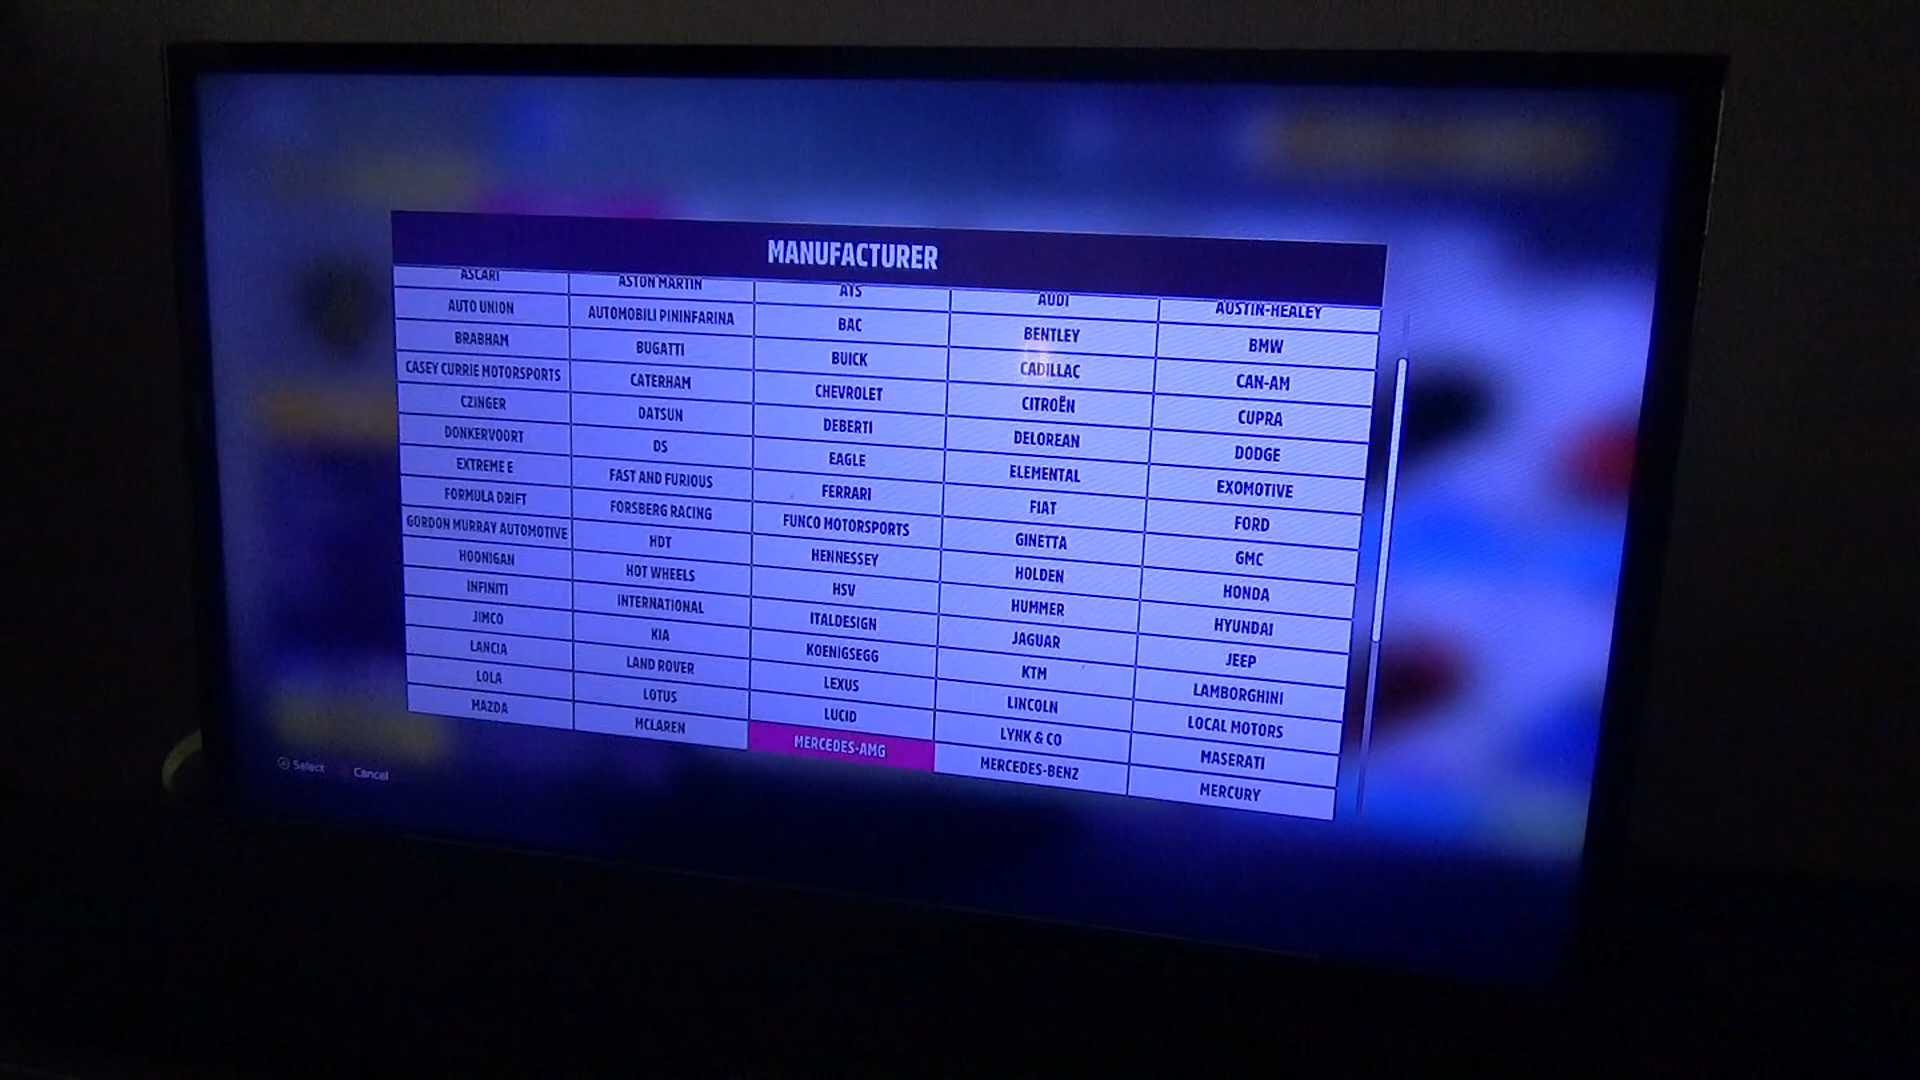 MANUFACTURER
ASCARI ASTON MARTIN ATS AUDI AUSTIN-HEALEY
AUTO UNION AUTOMOBILI PININFARINA BAC BENTLEY BMW
BRABHAM BUGATTI BUICK CADILLAC CAN-AM
CASEY CURRIE MOTORSPORTS CATERHAM CHEVROLET CITROËN CUPRA
CZINGER DATSUN DEBERTI DELOREAN DODGE
DONKERVOORT DS EAGLE ELEMENTAL EXOMOTIVE
EXTREME E FAST AND FURIOUS FERRARI FIAT FORD
FORMULA DRIFT FORSBERG RACING FUNCO MOTORSPORTS GINETTA GMC
GORDON MURRAY AUTOMOTIVE HDT HENNESSEY HOLDEN HONDA
HOONIGAN HOT WHEELS HSV HUMMER HYUNDAI
INFINITI INTERNATIONAL ITALDESIGN JAGUAR JEEP
JIMCO KIA KOENIGSEGG KTM LAMBORGHINI
LANCIA LAND ROVER LEXUS LINCOLN LOCAL MOTORS
LOLA LOTUS LUCID LYNK & CO MASERATI
MAZDA MCLAREN MERCEDES-AMG MERCEDES-BENZ MERCURY
Select Cancel